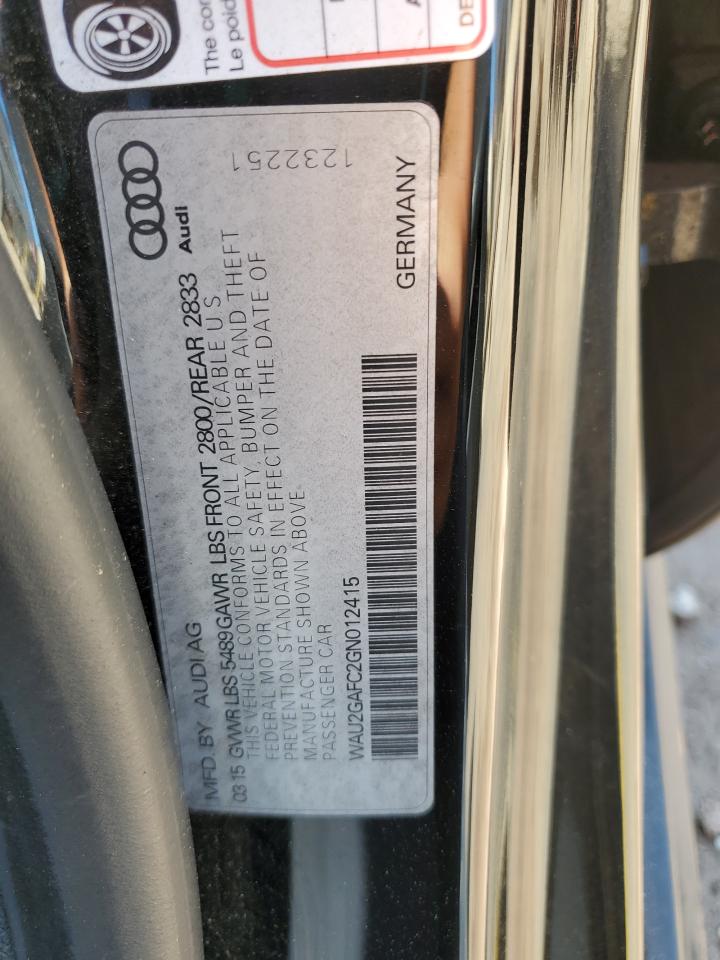 The
Le
DE
Audi
1232251
MFD BY AUDI AG
03 15 GVWR LBS 5489 GAWR LBS FRONT 2800/REAR 2833
THIS VEHICLE CONFORMS TO ALL APPLICABLE U S
FEDERAL MOTOR VEHICLE SAFETY, BUMPER AND THEFT
PREVENTION STANDARDS IN EFFECT ON THE DATE OF
MANUFACTURE SHOWN ABOVE
PASSENGER CAR
WAU2GAFC2GN012415
GERMANY